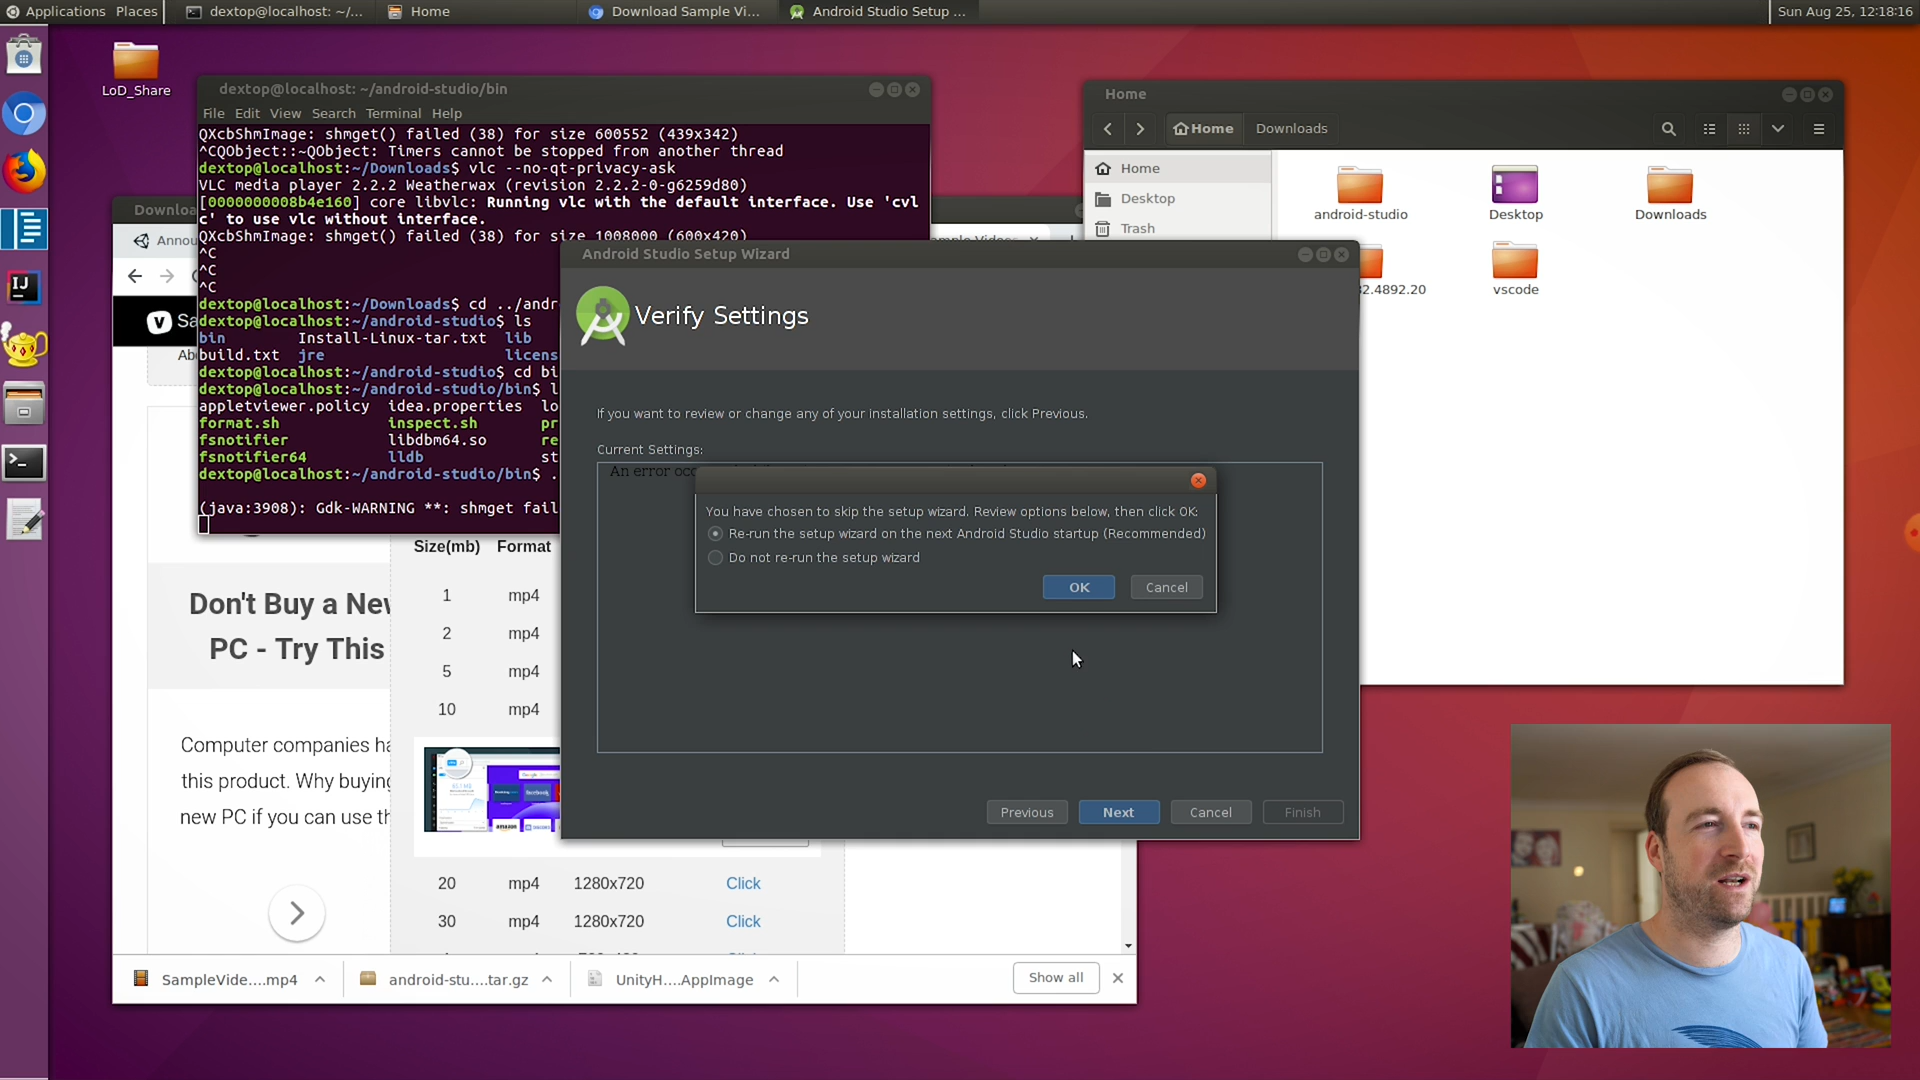 Applications Places
dextop@localhost: ~/...
Home
Download Sample Vi...
Android Studio Setup ...
Sun Aug 25, 12:18:16
LoD_Share
dextop@localhost: ~/android-studio/bin
File Edit View Search Terminal Help
QXcbShmImage: shmget() failed (38) for size 600552 (439x342)
^CQObject::~QObject: Timers cannot be stopped from another thread
dextop@localhost:~/Downloads$ vlc --no-qt-privacy-ask
VLC media player 2.2.2 Weatherwax (revision 2.2.2-0-g6259d80)
[0000000008b4e160] core libvlc: Running vlc with the default interface. Use 'cvl
c' to use vlc without interface.
QXcbShmImage: shmget() failed (38) for size 1008000 (600x420)
^C
^C
^C
dextop@localhost:~/Downloads$ cd ../andr
dextop@localhost:~/android-studio$ ls
bin Install-Linux-tar.txt lib
build.txt jre licens
dextop@localhost:~/android-studio$ cd bi
dextop@localhost:~/android-studio/bin$ l
appletviewer.policy idea.properties lo
format.sh inspect.sh pr
fsnotifier libdbm64.so re
fsnotifier64 lldb st
dextop@localhost:~/android-studio/bin$ .
(java:3908): Gdk-WARNING **: shmget fail
Home
Home Downloads
Home
Desktop
Trash
android-studio
Desktop
Downloads
32.4892.20
vscode
Downloa
Annou
Sa
Abo
Android Studio Setup Wizard
Verify Settings
If you want to review or change any of your installation settings, click Previous.
Current Settings:
An error occ
You have chosen to skip the setup wizard. Review options below, then click OK:
Re-run the setup wizard on the next Android Studio startup (Recommended)
Do not re-run the setup wizard
OK Cancel
Previous Next Cancel Finish
Size(mb) Format
1 mp4
2 mp4
5 mp4
10 mp4
Don't Buy a Nev
PC - Try This
Computer companies ha
this product. Why buying
new PC if you can use th
20 mp4 1280x720 Click
30 mp4 1280x720 Click
SampleVide....mp4
android-stu....tar.gz
UnityH....AppImage
Show all